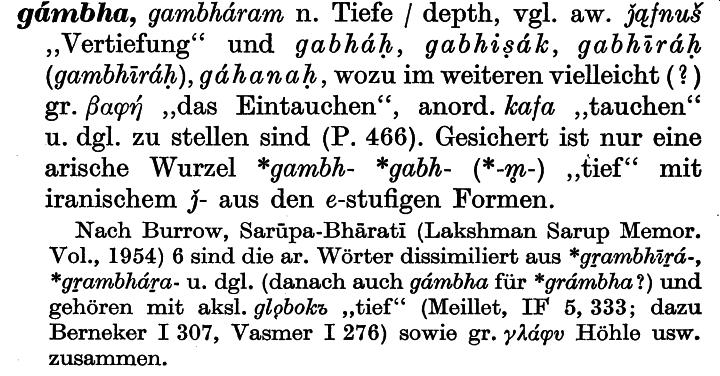 gámbha, gambháram n. Tiefe / depth, vgl. aw. ǰąfnuš
„Vertiefung“ und gabháḥ, gabhiṣák, gabhīráḥ
(gambhīráḥ), gáhanaḥ, wozu im weiteren vielleicht (?)
gr. βαφή „das Eintauchen“, anord. kafa „tauchen“
u. dgl. zu stellen sind (P. 466). Gesichert ist nur eine
arische Wurzel *gambh- *gabh- (*-m̥-) „tief“ mit
iranischem ǰ- aus den e-stufigen Formen.
Nach Burrow, Sarūpa-Bhāratī (Lakshman Sarup Memor.
Vol., 1954) 6 sind die ar. Wörter dissimiliert aus *grambhīr̥á-,
*gr̥ambhár̥a- u. dgl. (danach auch gámbha für *grámbha?) und
gehören mit aksl. glǫbokъ „tief“ (Meillet, IF 5, 333; dazu
Berneker I 307, Vasmer I 276) sowie gr. γλάφυ Höhle usw.
zusammen.